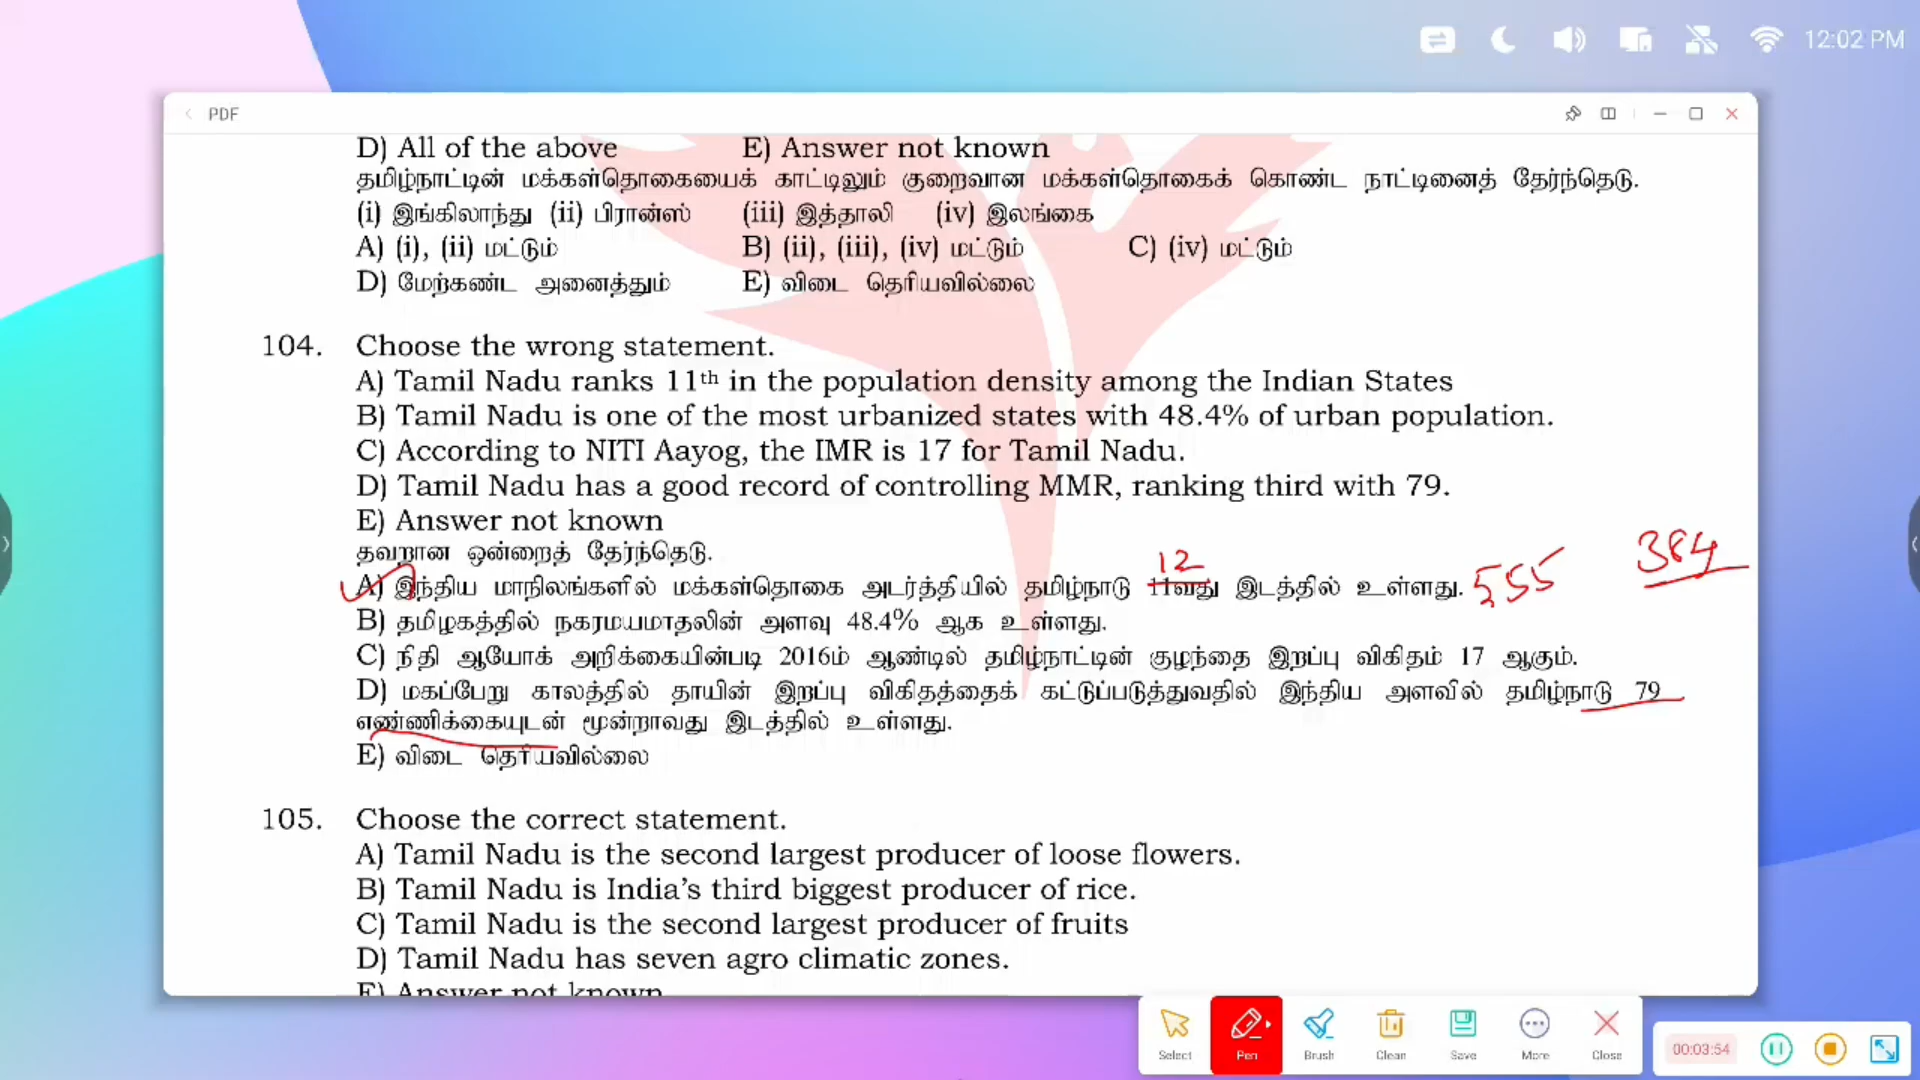 12:02 PM
PDF
D) All of the above E) Answer not known
தமிழ்நாட்டின் மக்கள்தொகையைக் காட்டிலும் குறைவான மக்கள்தொகைக் கொண்ட நாட்டினைத் தேர்ந்தெடு.
(i) இங்கிலாந்து (ii) பிரான்ஸ் (iii) இத்தாலி (iv) இலங்கை
A) (i), (ii) மட்டும் B) (ii), (iii), (iv) மட்டும் C) (iv) மட்டும்
D) மேற்கண்ட அனைத்தும் E) விடை தெரியவில்லை
104. Choose the wrong statement.
A) Tamil Nadu ranks 11th in the population density among the Indian States
B) Tamil Nadu is one of the most urbanized states with 48.4% of urban population.
C) According to NITI Aayog, the IMR is 17 for Tamil Nadu.
D) Tamil Nadu has a good record of controlling MMR, ranking third with 79.
E) Answer not known
தவறான ஒன்றைத் தேர்ந்தெடு.
12
384
A) இந்திய மாநிலங்களில் மக்கள்தொகை அடர்த்தியில் தமிழ்நாடு 11வது இடத்தில் உள்ளது. 555
B) தமிழகத்தில் நகரமயமாதலின் அளவு 48.4% ஆக உள்ளது.
C) நிதி ஆயோக் அறிக்கையின்படி 2016ம் ஆண்டில் தமிழ்நாட்டின் குழந்தை இறப்பு விகிதம் 17 ஆகும்.
D) மகப்பேறு காலத்தில் தாயின் இறப்பு விகிதத்தைக் கட்டுப்படுத்துவதில் இந்திய அளவில் தமிழ்நாடு 79
எண்ணிக்கையுடன் மூன்றாவது இடத்தில் உள்ளது.
E) விடை தெரியவில்லை
105. Choose the correct statement.
A) Tamil Nadu is the second largest producer of loose flowers.
B) Tamil Nadu is India’s third biggest producer of rice.
C) Tamil Nadu is the second largest producer of fruits
D) Tamil Nadu has seven agro climatic zones.
E) Answer not known
Select Pen Brush Clean Save More Close
00:03:54